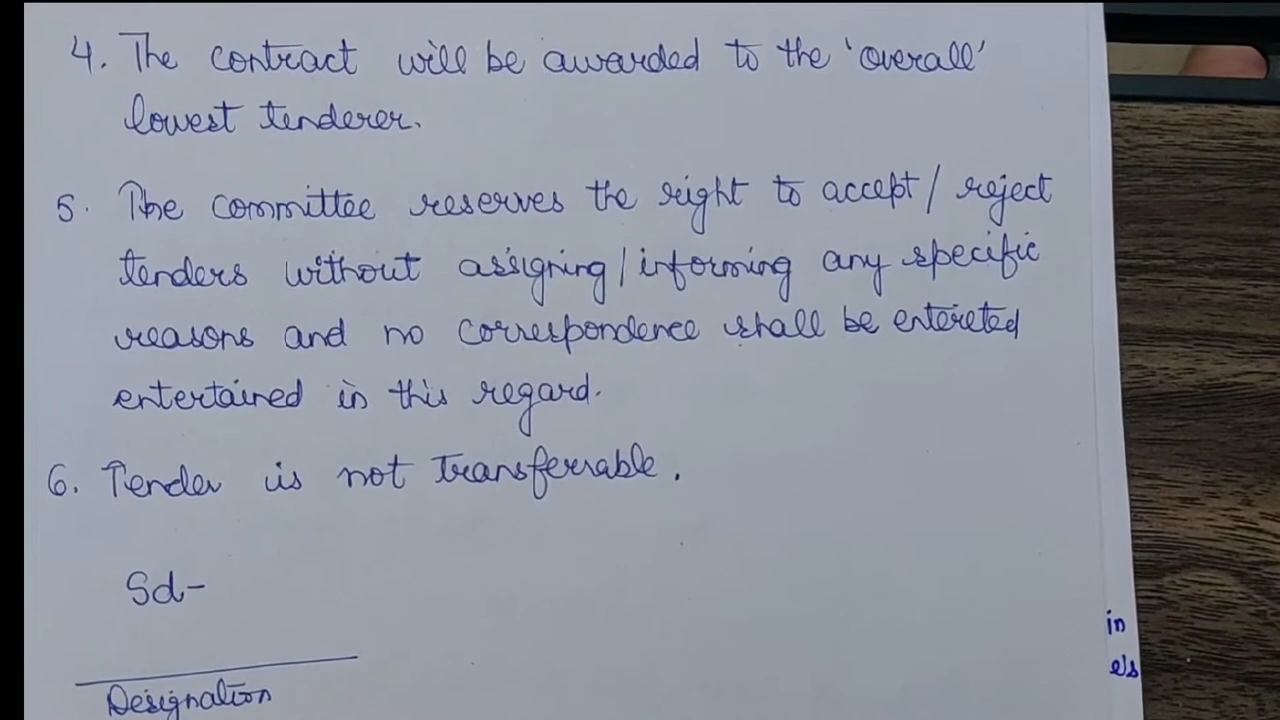 4. The contract will be awarded to the 'overall'
lowest tenderer.
5. The committee reserves the right to accept / reject
tenders without assigning / informing any specific
reasons and no correspondence shall be entereted
entertained in this regard.
6. Tender is not transferrable.
Sd-
Designation
in
e's